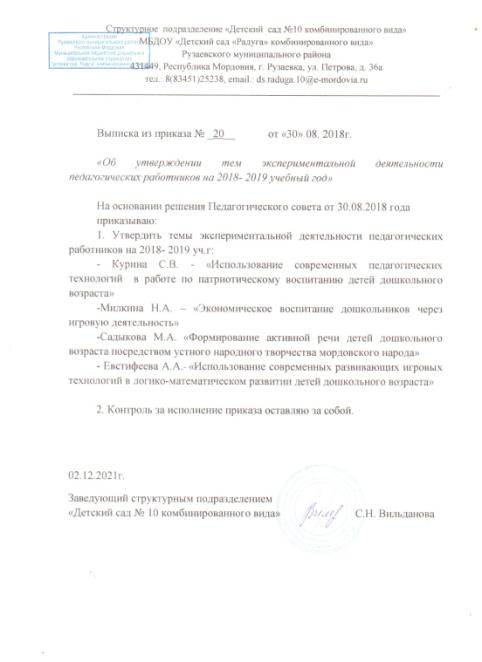 Структурное подразделение «Детский сад №10 комбинированного вида»
МБДОУ «Детский сад «Радуга» комбинированного вида»
Рузаевского муниципального района
431449, Республика Мордовия, г. Рузаевка, ул. Петрова, д. 36а
тел.: 8(83451)25238, email.: ds.raduga.10@e-mordovia.ru
Администрация
Рузаевского муниципального района
Республики Мордовия
Выписка из приказа № 20 от «30» 08. 2018г.
«Об утверждении тем экспериментальной деятельности
педагогических работников на 2018- 2019 учебный год»
На основании решения Педагогического совета от 30.08.2018 года
приказываю:
1. Утвердить темы экспериментальной деятельности педагогических
работников на 2018- 2019 уч.г:
- Курина С.В. - «Использование современных педагогических
технологий в работе по патриотическому воспитанию детей дошкольного
возраста»
-Милкина Н.А. – «Экономическое воспитание дошкольников через
игровую деятельность»
-Садыкова М.А. «Формирование активной речи детей дошкольного
возраста посредством устного народного творчества мордовского народа»
- Евстифеева А.А.- «Использование современных развивающих игровых
технологий в логико-математическом развитии детей дошкольного возраста»
2. Контроль за исполнение приказа оставляю за собой.
02.12.2021г.
Заведующий структурным подразделением
«Детский сад № 10 комбинированного вида» С.Н. Вильданова